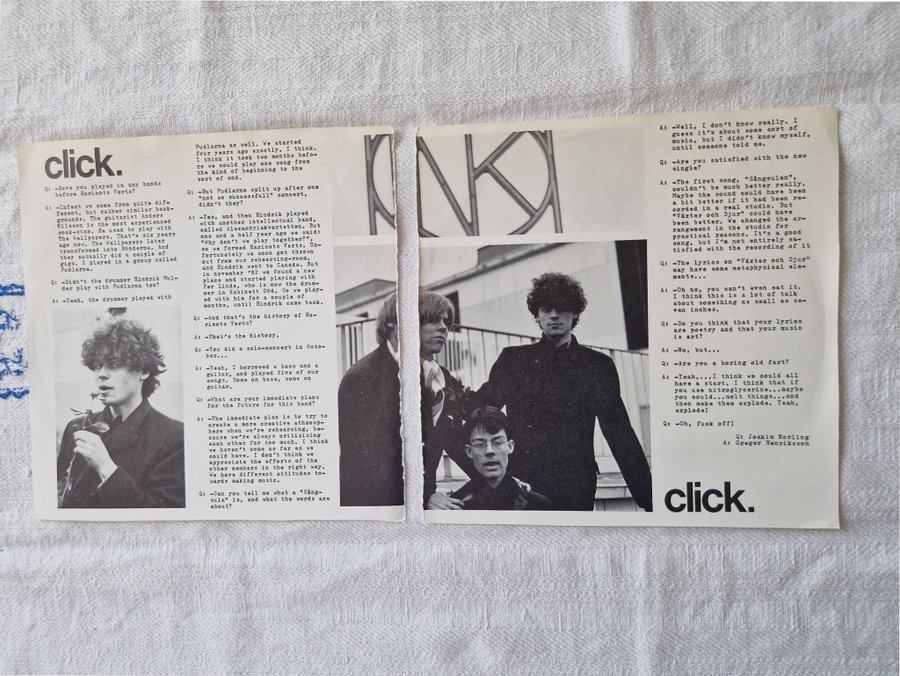 click.
Q: -Have you played in any bands
before Haricots Verts?
A: -Infact we come from quite dif-
ferent, but rather similar back-
grounds. The guitarist Anders
Nilsson is the most experienced
rock-star. He used to play with
The Wallpapers. That's six years
ago now. The Wallpapers later
transformed into Bönderna. And
they actually did a couple of
gigs. I played in a group called
Pudlarna.
Q: -Didn't the drummer Hindrik Mul-
der play with Pudlarna too?
A: -Yeah, the drummer played with
Pudlarna as well. We started
four years ago exactly, I think.
I think it took two months befo-
re we could play one song from
the kind of beginning to the
sort of end.
Q: -But Pudlarna split up after one
"not so successfull" concert,
didn't they?
A: -Yes, and then Hindrik played
with another intellectual band,
called Alexandriakvartetten. But
one and a half year ago we said:
"Why don't we play together?",
so we formed Haricots Verts. Un-
fortunately we soon got thrown
out from our rehearsing-room,
and Hindrik went to Canada. But
in november '82 we found a new
place and started playing with
Per Linde, who is now the drum-
mer in Kabinett Död. So we play-
ed with him for a couple of
months, until Hindrik came back.
Q: -And that's the history of Ha-
ricots Verts?
A: -That's the history.
Q: -You did a solo-concert in Octo-
ber...
A: -Yeah, I borrowed a bass and a
guitar, and played five of our
songs. Some on bass, some on
guitar.
Q: -What are your immediate plans
for the future for this band?
A: -The immediate plan is to try to
create a more creative athmosp-
here when we're rehearsing, be-
cause we're always critizising
each other far too much. I think
we haven't come as far as we
could have. I don't think we
appreciate the efforts of the
other members in the right way.
We have different attitudes to-
wards making music.
Q: -Can you tell me what a "Sång-
cula" is, and what the words are
about?
A: -Well, I don't know really. I
guess it's about some sort of
music, but I didn't know myself,
until someone told me.
Q: -Are you satisfied with the new
single?
A: -The first song, "Sångsulan",
couldn't be much better really.
Maybe the sound could have been
a bit better if it had been re-
corded in a real studio. But
"Växter och Djur" could have
been better. We changed the ar-
rangement in the studio for
practical reasons. It's a good
song, but I'm not entirely sa-
tisfied with the recording of it
Q: -The lyrics on "Växter och Djur"
may have some metaphysical ele-
ments...
A: -Oh no, you can't even eat it.
I think this is a lot of talk
about something as small as se-
ven inches.
Q: -Do you think that your lyrics
are poetry and that your music
is art?
A: -No, but...
Q: -Are you a boring old fart?
A: -Yeah,...I think we could all
have a start. I think that if
you use nitroglycerine...maybe
you could...melt things...and
then make them explode. Yeah,
explode!
Q: -Oh, fuck off!
Q: Joakim Norling
A: Greger Henriksson
click.